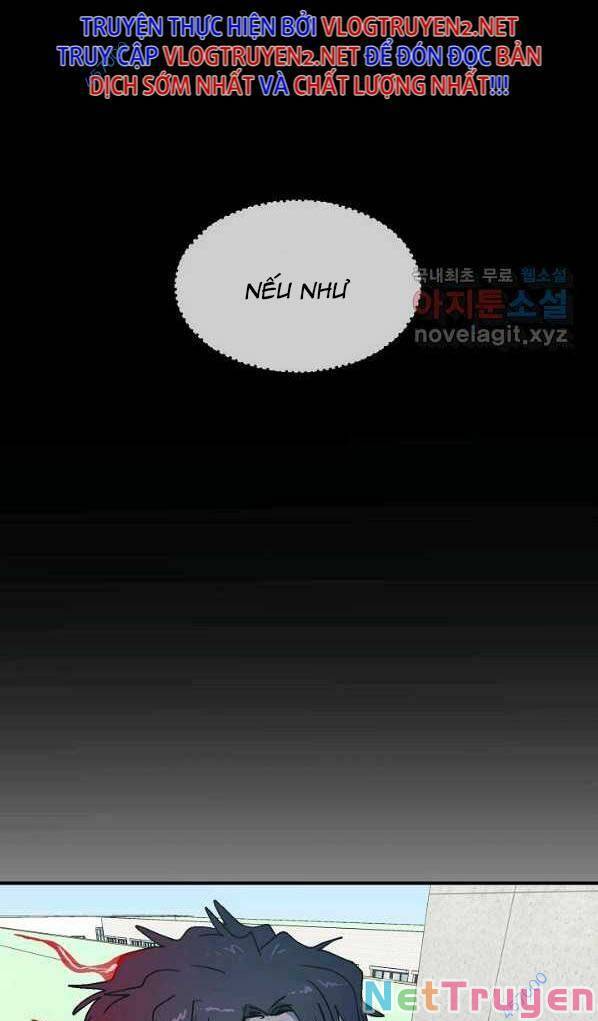 TRUYỆN THỰC HIỆN BỞI VLOGTRUYEN2.NET
TRUY CẬP VLOGTRUYEN2.NET ĐỂ ĐÓN ĐỌC BẢN
DỊCH SỚM NHẤT VÀ CHẤT LƯỢNG NHẤT!!!
NẾU NHƯ
국내최초 무료 웹소설
아지툰소설
novelagit.xyz
NetTruyen